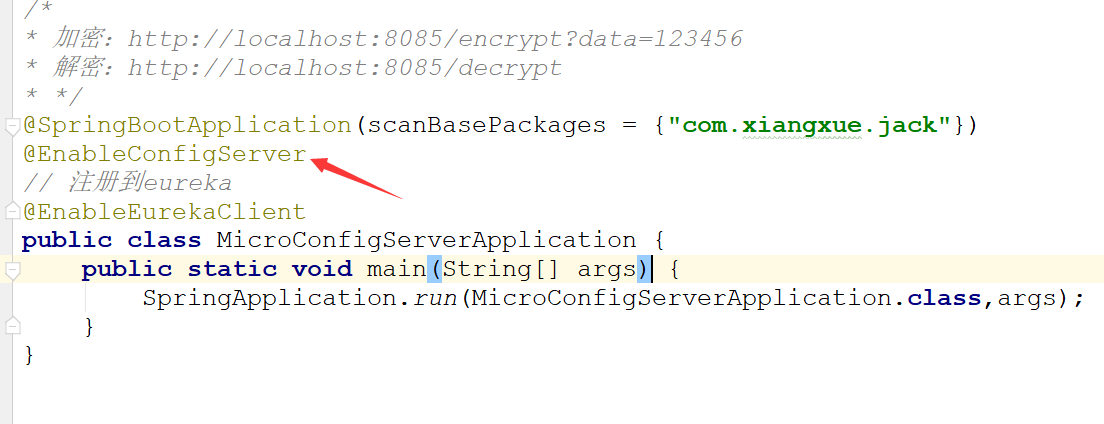 /*
* 加密：http://localhost:8085/encrypt?data=123456
* 解密：http://localhost:8085/decrypt
* */
@SpringBootApplication(scanBasePackages = {"com.xiangxue.jack"})
@EnableConfigServer
// 注册到eureka
@EnableEurekaClient
public class MicroConfigServerApplication {
    public static void main(String[] args) {
        SpringApplication.run(MicroConfigServerApplication.class,args);
    }
}